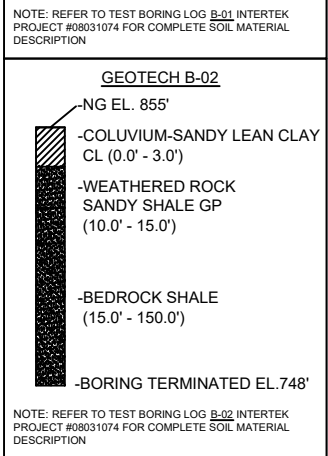 NOTE: REFER TO TEST BORING LOG B-01 INTERTEK
PROJECT #08031074 FOR COMPLETE SOIL MATERIAL
DESCRIPTION
GEOTECH B-02
-NG EL. 855'
-COLUVIUM-SANDY LEAN CLAY
CL (0.0' - 3.0')
-WEATHERED ROCK
SANDY SHALE GP
(10.0' - 15.0')
-BEDROCK SHALE
(15.0' - 150.0')
-BORING TERMINATED EL.748'
NOTE: REFER TO TEST BORING LOG B-02 INTERTEK
PROJECT #08031074 FOR COMPLETE SOIL MATERIAL
DESCRIPTION